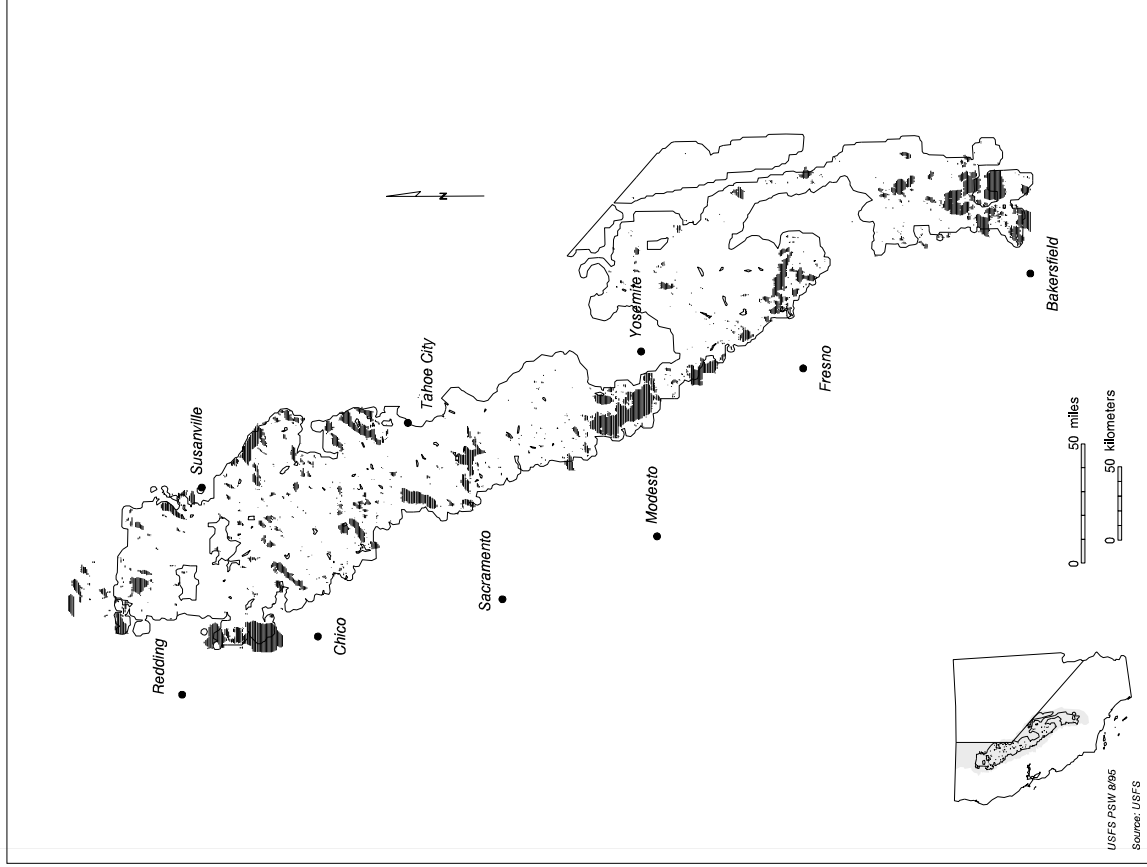 N
Susanville
Redding
Chico
Tahoe City
Sacramento
Yosemite
Modesto
Fresno
Bakersfield
0 50 miles
0 50 kilometers
USFS PSW 8/95
Source: USFS